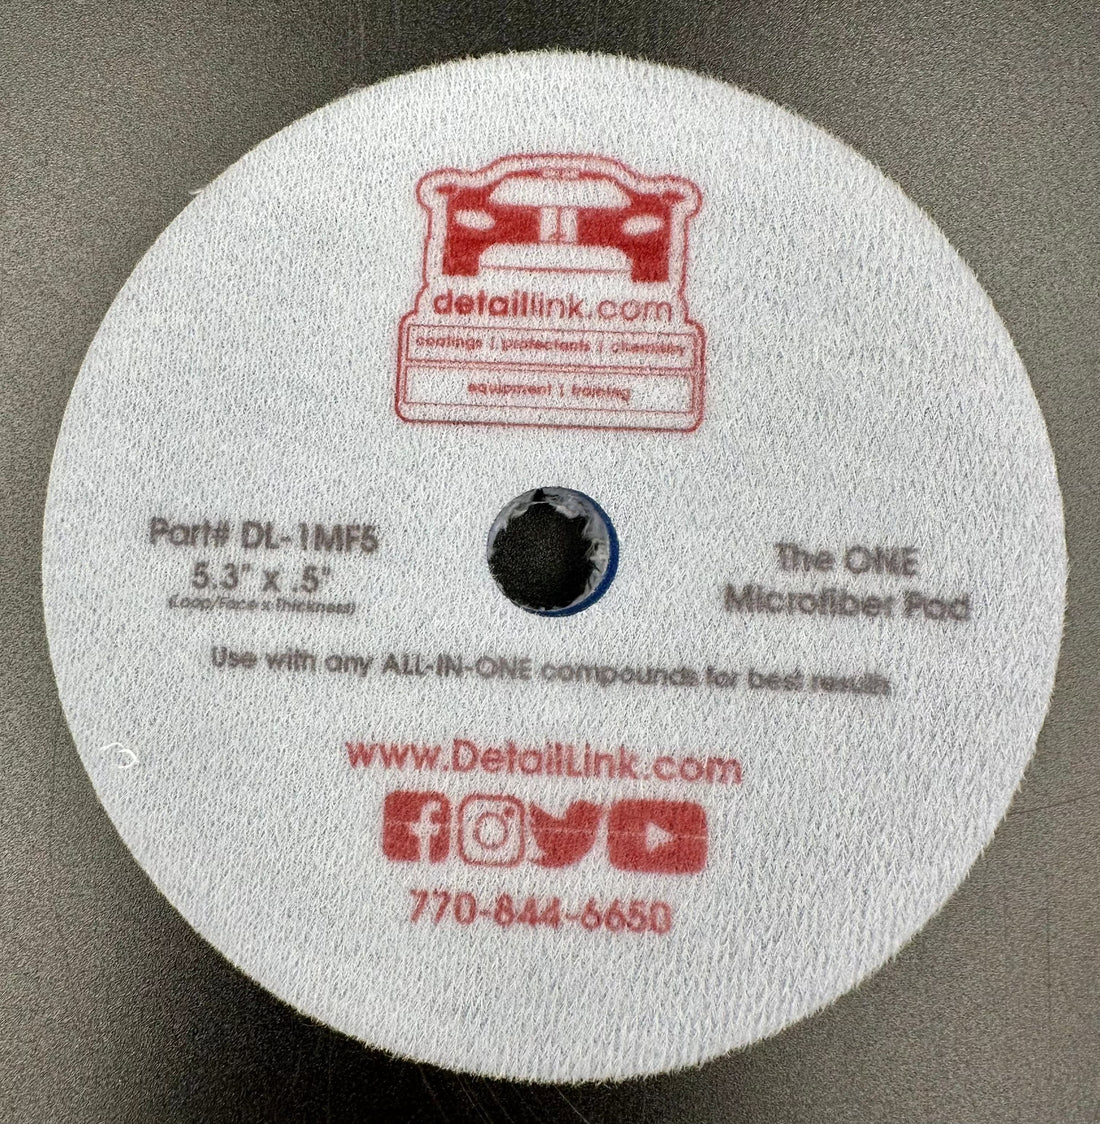 detaillink.com
coatings | protectants | chemistry
equipment | training
Part# DL-1MF5
5.3" x .5"
(Loop/Face x Thickness)
The ONE
Microfiber Pad
Use with any ALL-IN-ONE compounds for best results
www.DetailLink.com
770-844-6650